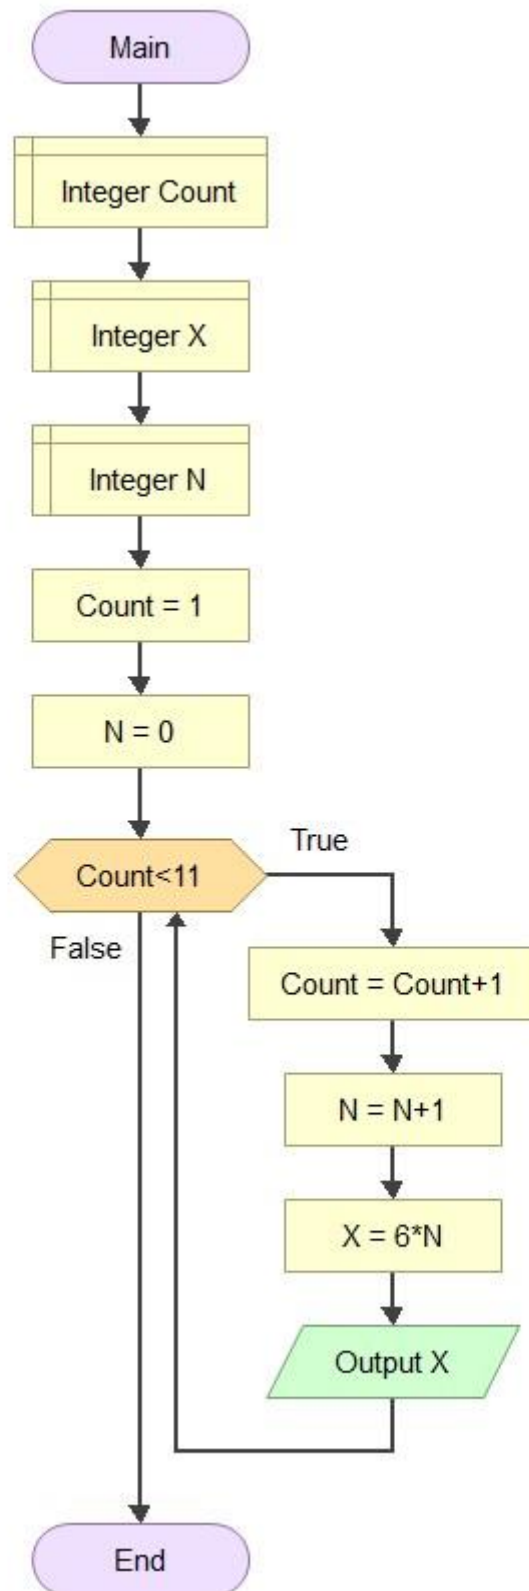 Main
Integer Count
Integer X
Integer N
Count = 1
N = 0
Count<11
True
False
Count = Count+1
N = N+1
X = 6*N
Output X
End